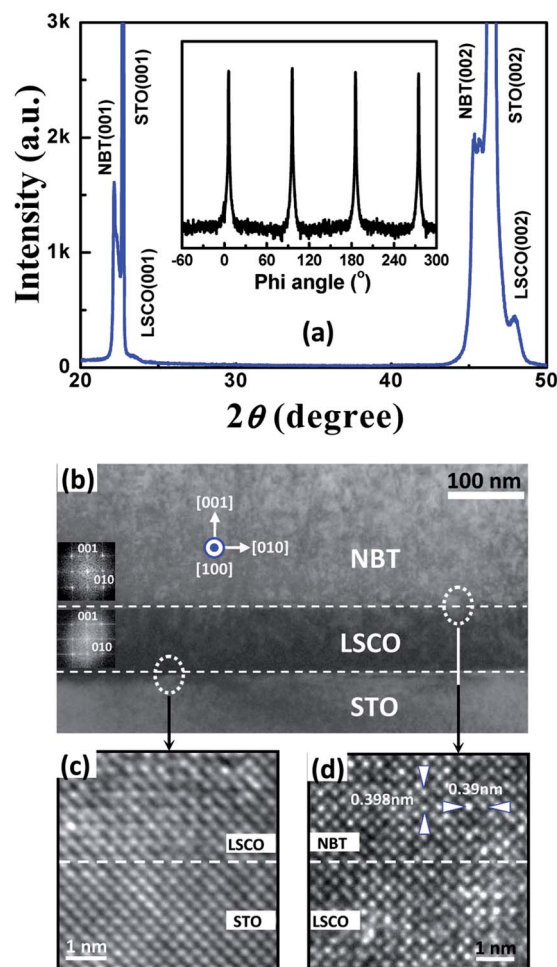 3k
2k
1k
0
Intensity (a.u.)
NBT(001)
STO(001)
LSCO(001)
-60 0 60 120 180 240 300
Phi angle (°)
(a)
NBT(002)
STO(002)
LSCO(002)
20 30 40 50
2θ (degree)
(b)
100 nm
[001]
[010]
[100]
NBT
001
010
001
010
LSCO
STO
(c)
LSCO
STO
1 nm
(d)
0.398nm
0.39nm
NBT
LSCO
1 nm